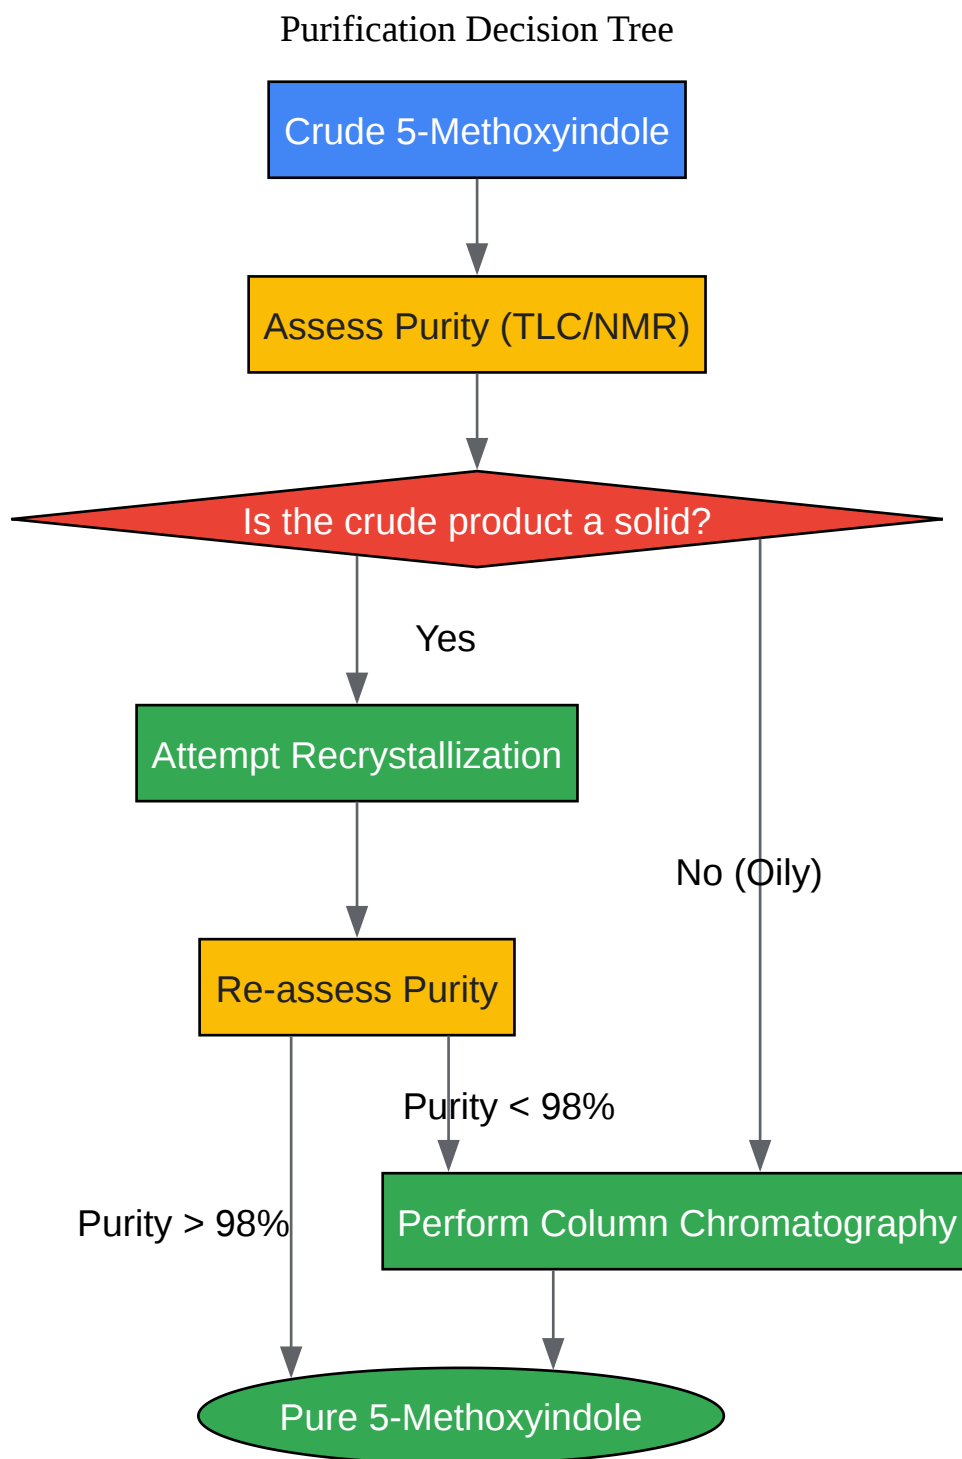 Purification Decision Tree
Crude 5-Methoxyindole
Assess Purity (TLC/NMR)
Is the crude product a solid?
Yes
Attempt Recrystallization
No (Oily)
Re-assess Purity
Purity < 98%
Purity > 98%
Perform Column Chromatography
Pure 5-Methoxyindole